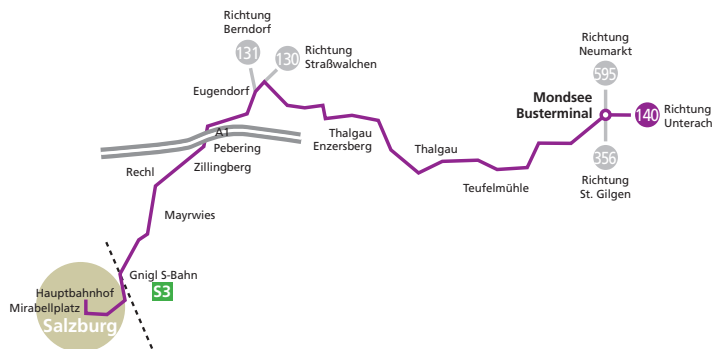 Richtung
Berndorf
131
130
Richtung
Straßwalchen
Richtung
Neumarkt
595
Eugendorf
Mondsee
Busterminal
140
Richtung
Unterach
A1
Pebering
Zillingberg
Thalgau
Enzersberg
Thalgau
356
Richtung
St. Gilgen
Rechl
Teufelmühle
Mayrwies
Gnigl S-Bahn
S3
Hauptbahnhof
Mirabellplatz
Salzburg